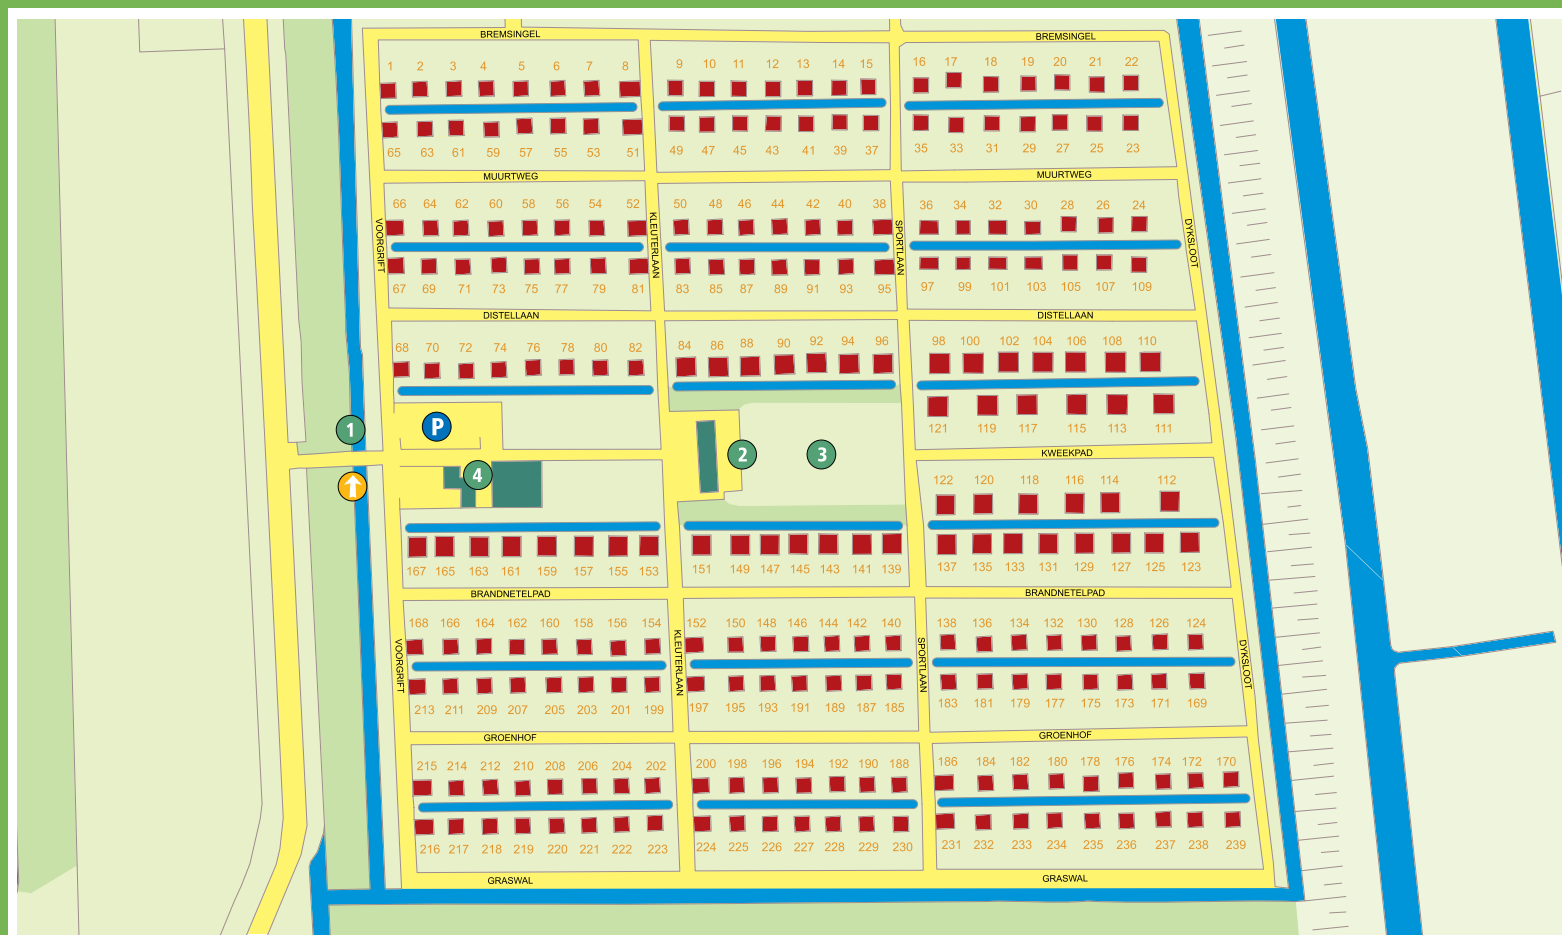 BREMSINGEL BREMSINGEL
1 2 3 4 5 6 7 8 9 10 11 12 13 14 15 16 17 18 19 20 21 22
65 63 61 59 57 55 53 51 49 47 45 43 41 39 37 35 33 31 29 27 25 23
MUURTWEG MUURTWEG
66 64 62 60 58 56 54 52 50 48 46 44 42 40 38 36 34 32 30 28 26 24
VOORGRIFT KLEUTERLAAN SPORTLAAN DYKSLOOT
67 69 71 73 75 77 79 81 83 85 87 89 91 93 95 97 99 101 103 105 107 109
DISTELLAAN DISTELLAAN
68 70 72 74 76 78 80 82 84 86 88 90 92 94 96 98 100 102 104 106 108 110
121 119 117 115 113 111
1 P 2 3
KWEEKPAD
4
122 120 118 116 114 112
167 165 163 161 159 157 155 153 151 149 147 145 143 141 139 137 135 133 131 129 127 125 123
BRANDNETELPAD BRANDNETELPAD
168 166 164 162 160 158 156 154 152 150 148 146 144 142 140 138 136 134 132 130 128 126 124
VOORGRIFT KLEUTERLAAN SPORTLAAN DYKSLOOT
213 211 209 207 205 203 201 199 197 195 193 191 189 187 185 183 181 179 177 175 173 171 169
GROENHOF GROENHOF
215 214 212 210 208 206 204 202 200 198 196 194 192 190 188 186 184 182 180 178 176 174 172 170
216 217 218 219 220 221 222 223 224 225 226 227 228 229 230 231 232 233 234 235 236 237 238 239
GRASWAL GRASWAL